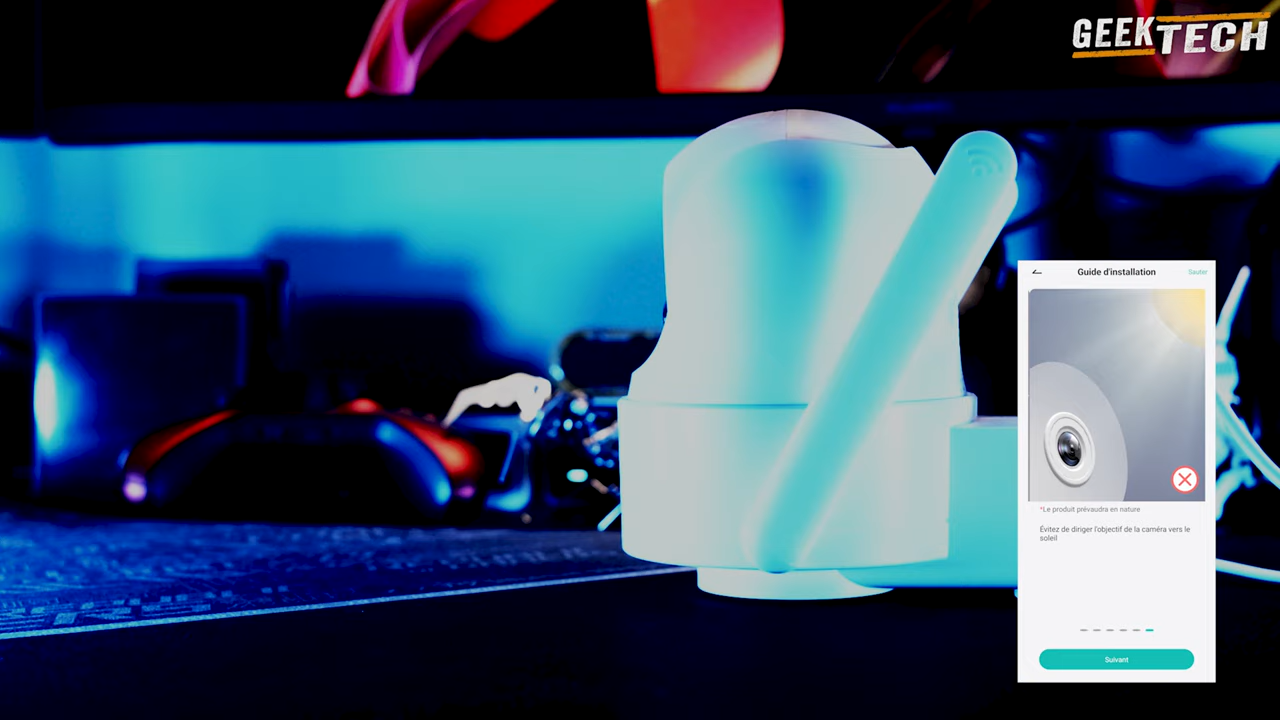 GEEKTECH
Guide d'installation
Sauter
*Le produit prévaudra en nature
Évitez de diriger l'objectif de la caméra vers le
soleil
Suivant